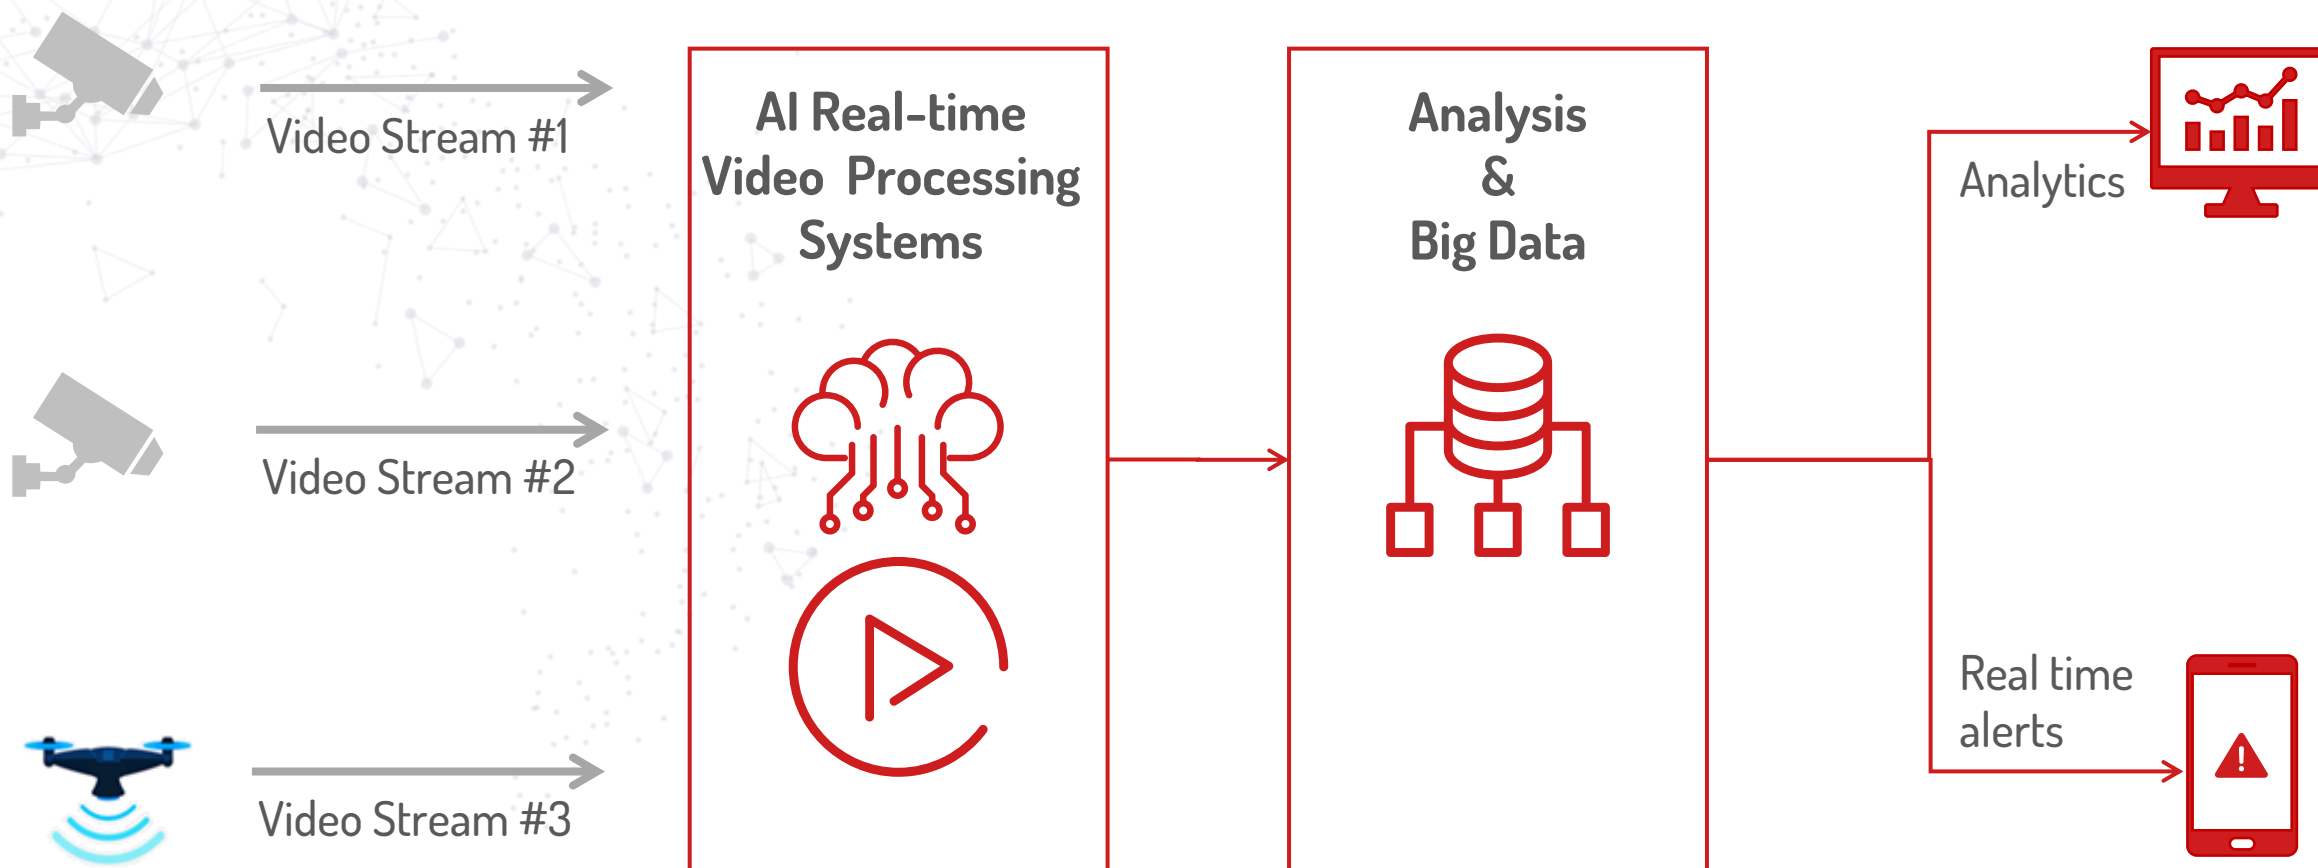 Video Stream #1
Video Stream #2
Video Stream #3
AI Real-time
Video Processing
Systems
Analysis
&
Big Data
Analytics
Real time
alerts